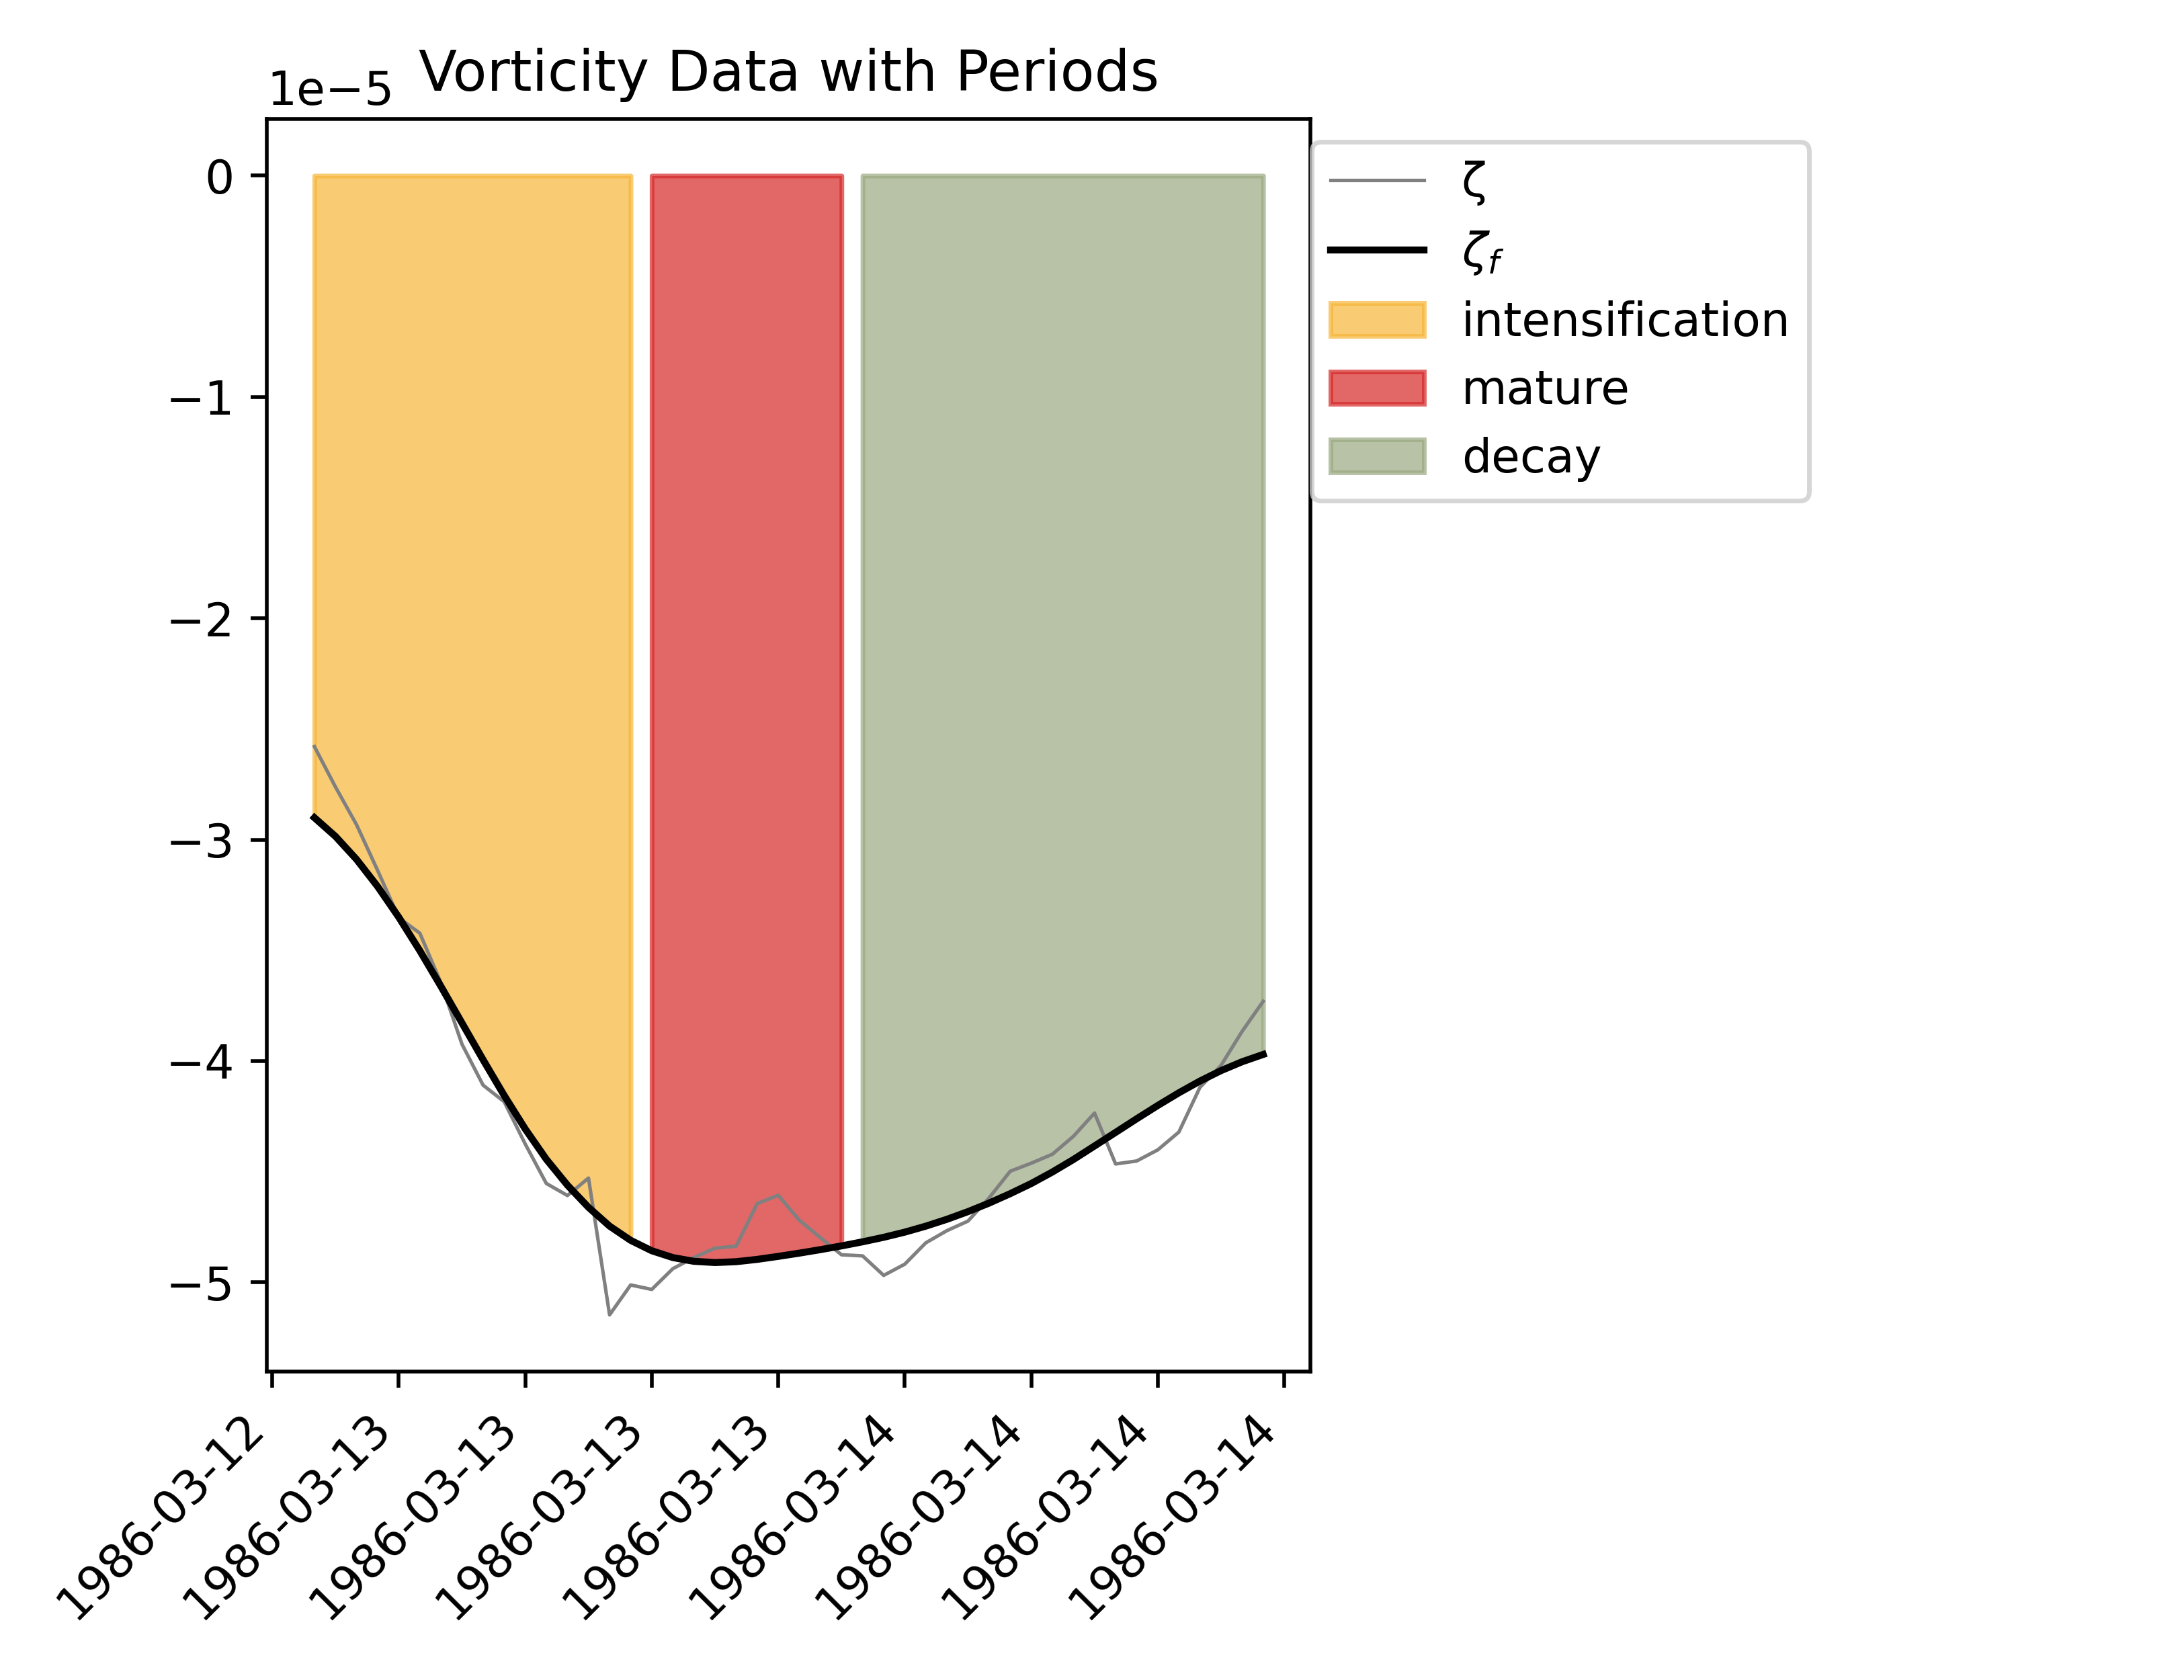 Vorticity Data with Periods
1e−5
0
−1
−2
−3
−4
−5
1986-03-12
1986-03-13
1986-03-13
1986-03-13
1986-03-13
1986-03-14
1986-03-14
1986-03-14
1986-03-14
ζ
ζf
intensification
mature
decay